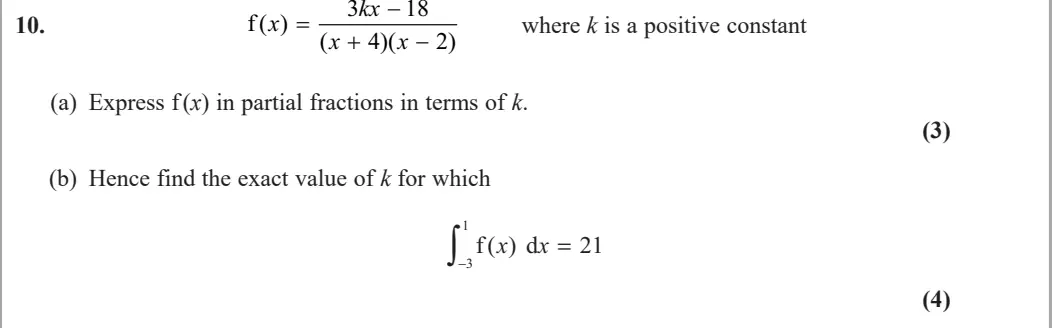 10. f(x) = (3kx − 18)/((x + 4)(x − 2)) where k is a positive constant
(a) Express f(x) in partial fractions in terms of k.
(3)
(b) Hence find the exact value of k for which
∫₋₃¹ f(x) dx = 21
(4)